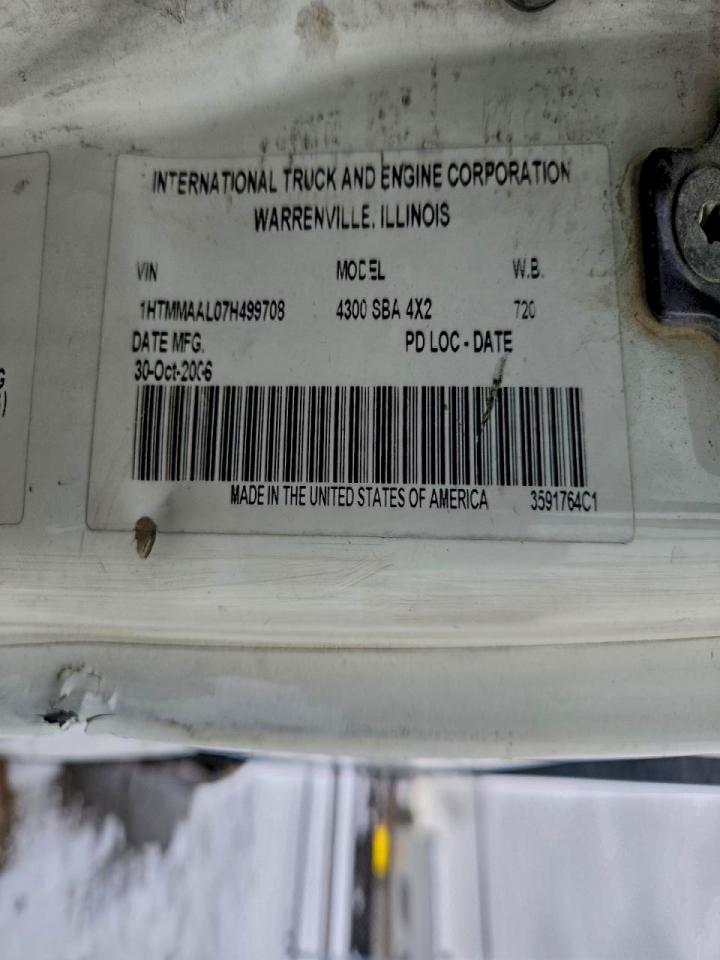 INTERNATIONAL TRUCK AND ENGINE CORPORATION
WARRENVILLE, ILLINOIS
VIN MODEL W.B.
1HTMMAAL07H499708 4300 SBA 4X2 720
DATE MFG. PD LOC - DATE
30-Oct-2006
MADE IN THE UNITED STATES OF AMERICA 3591764C1
G
)